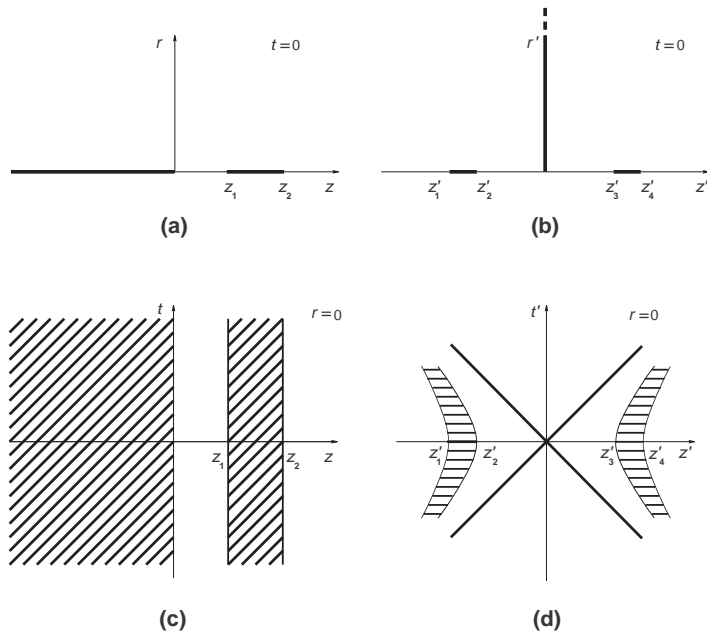 r t=0
z₁ z₂ z
(a)
r′ t=0
z′₁ z′₂ z′₃ z′₄ z′
(b)
t r=0
z₁ z₂ z
(c)
t′ r=0
z′₁ z′₂ z′₃ z′₄ z′
(d)